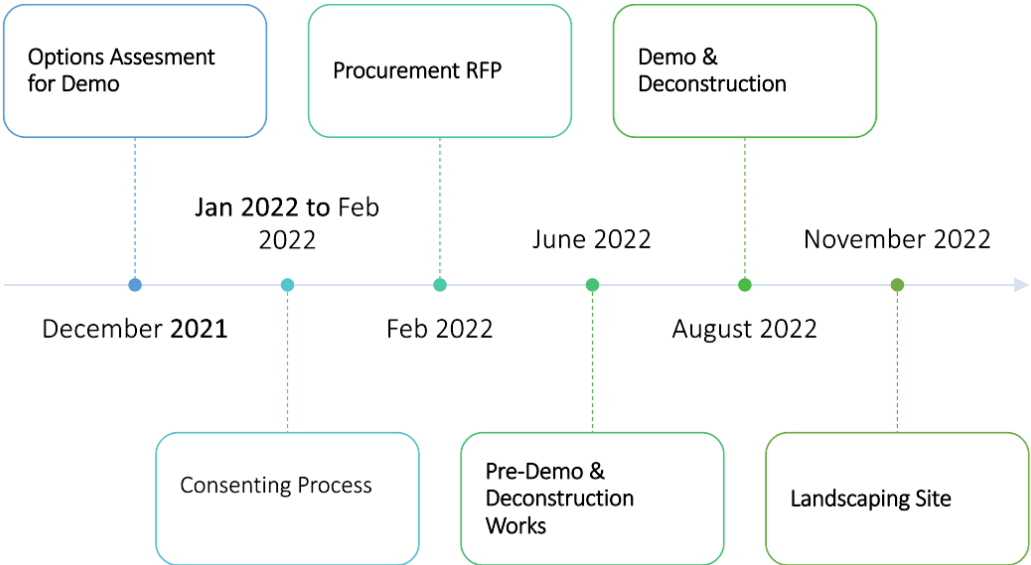 Options Assesment
for Demo
Procurement RFP
Demo &
Deconstruction
Jan 2022 to Feb
2022
June 2022
November 2022
December 2021
Feb 2022
August 2022
Consenting Process
Pre-Demo &
Deconstruction
Works
Landscaping Site